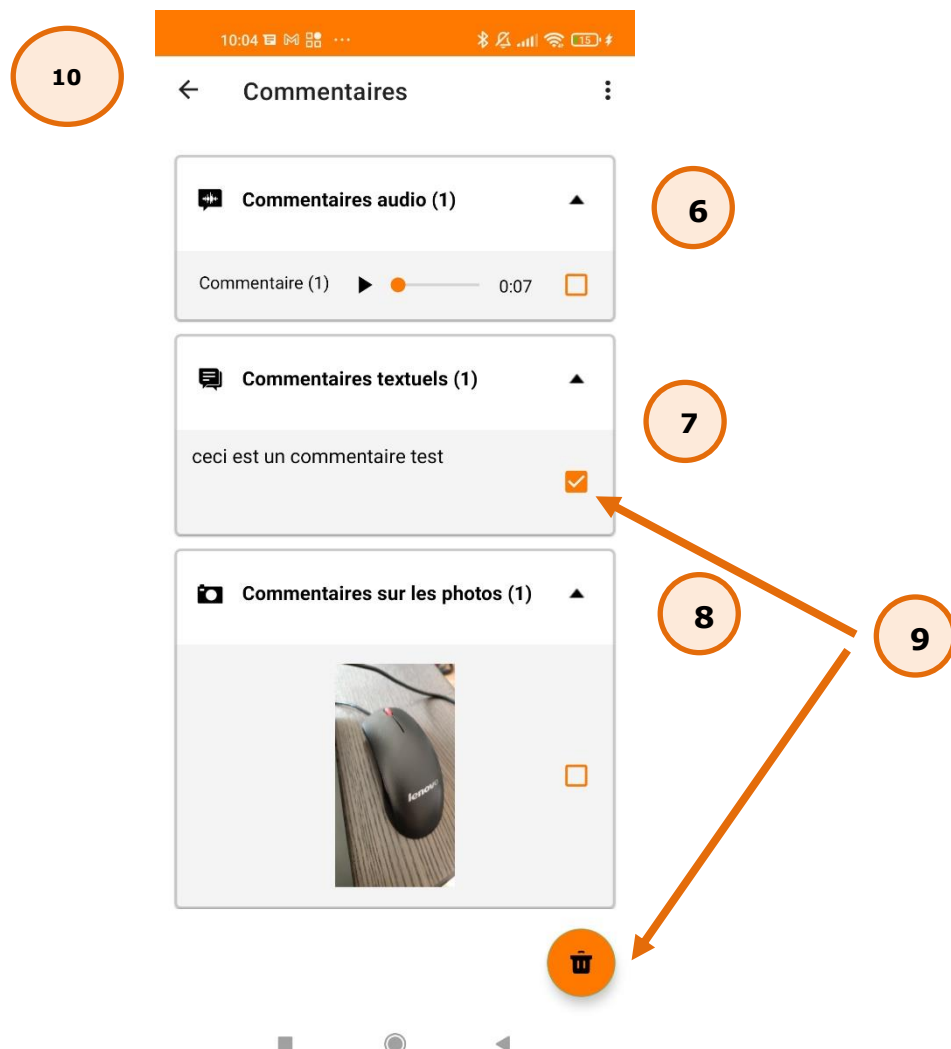 10:04 15
10
Commentaires
Commentaires audio (1)
6
Commentaire (1) 0:07
Commentaires textuels (1)
7
ceci est un commentaire test
Commentaires sur les photos (1)
8
9
lenovo